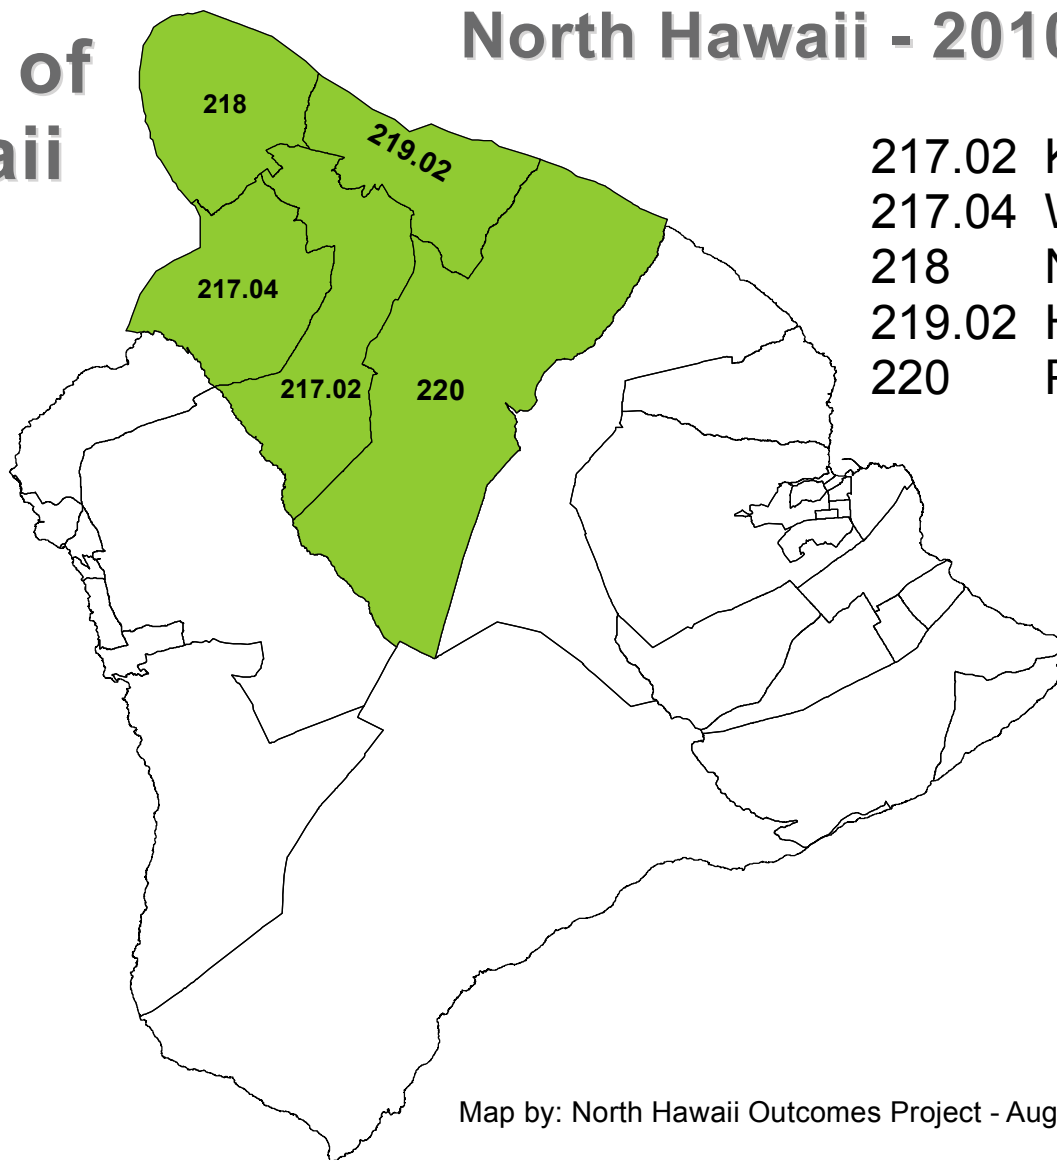 of
aii
North Hawaii - 2010
217.02 K
217.04 W
218 N
219.02 H
220 P
218
219.02
217.04
217.02
220
Map by: North Hawaii Outcomes Project - Aug